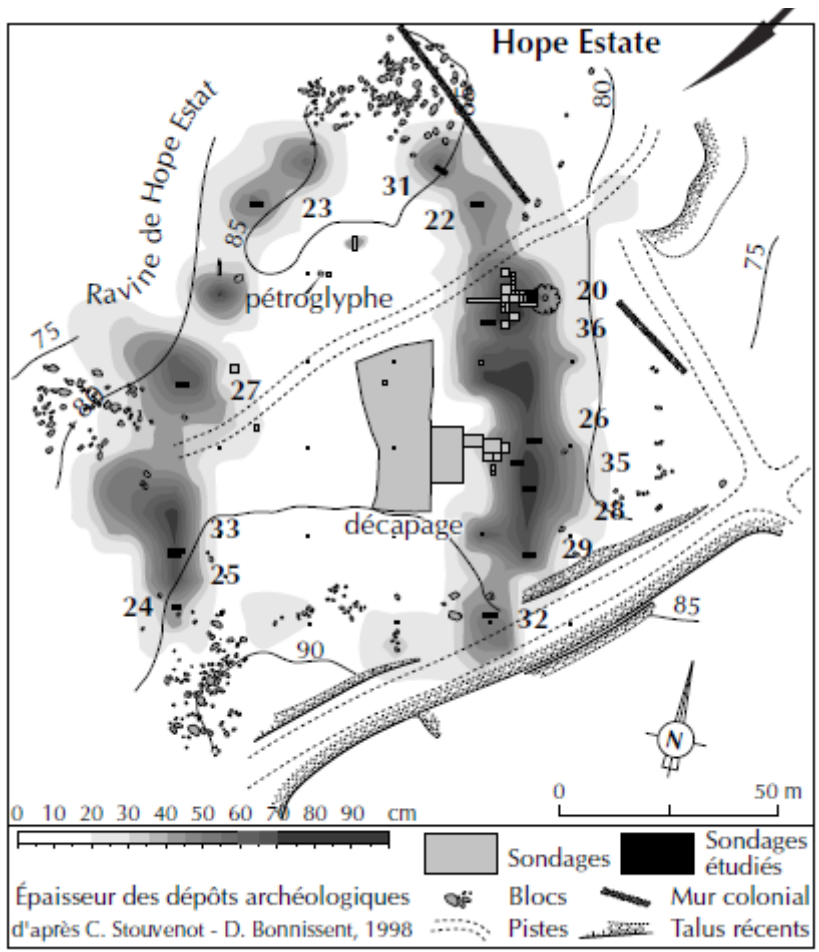 Hope Estate
80
85
Ravine de Hope Estat
31
23
22
85
pétroglyphe
75
20
36
75
27
80
26
35
décapage
28
33
29
25
24
32
85
90
N
0 50 m
0 10 20 30 40 50 60 70 80 90 cm
Sondages
Sondages étudiés
Épaisseur des dépôts archéologiques
Blocs
Mur colonial
d'après C. Stouvenot - D. Bonnissent, 1998
Pistes
Talus récents